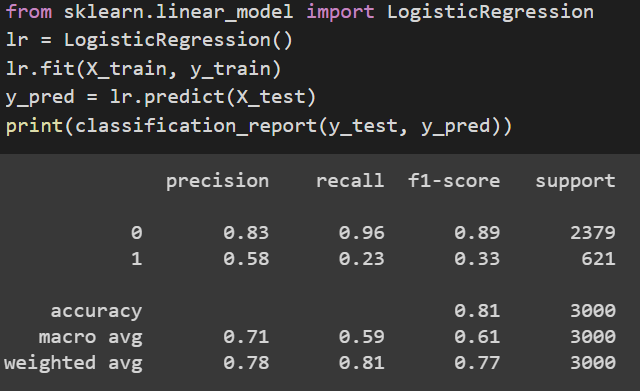 from sklearn.linear_model import LogisticRegression
lr = LogisticRegression()
lr.fit(X_train, y_train)
y_pred = lr.predict(X_test)
print(classification_report(y_test, y_pred))
precision recall f1-score support
0 0.83 0.96 0.89 2379
1 0.58 0.23 0.33 621
accuracy 0.81 3000
macro avg 0.71 0.59 0.61 3000
weighted avg 0.78 0.81 0.77 3000